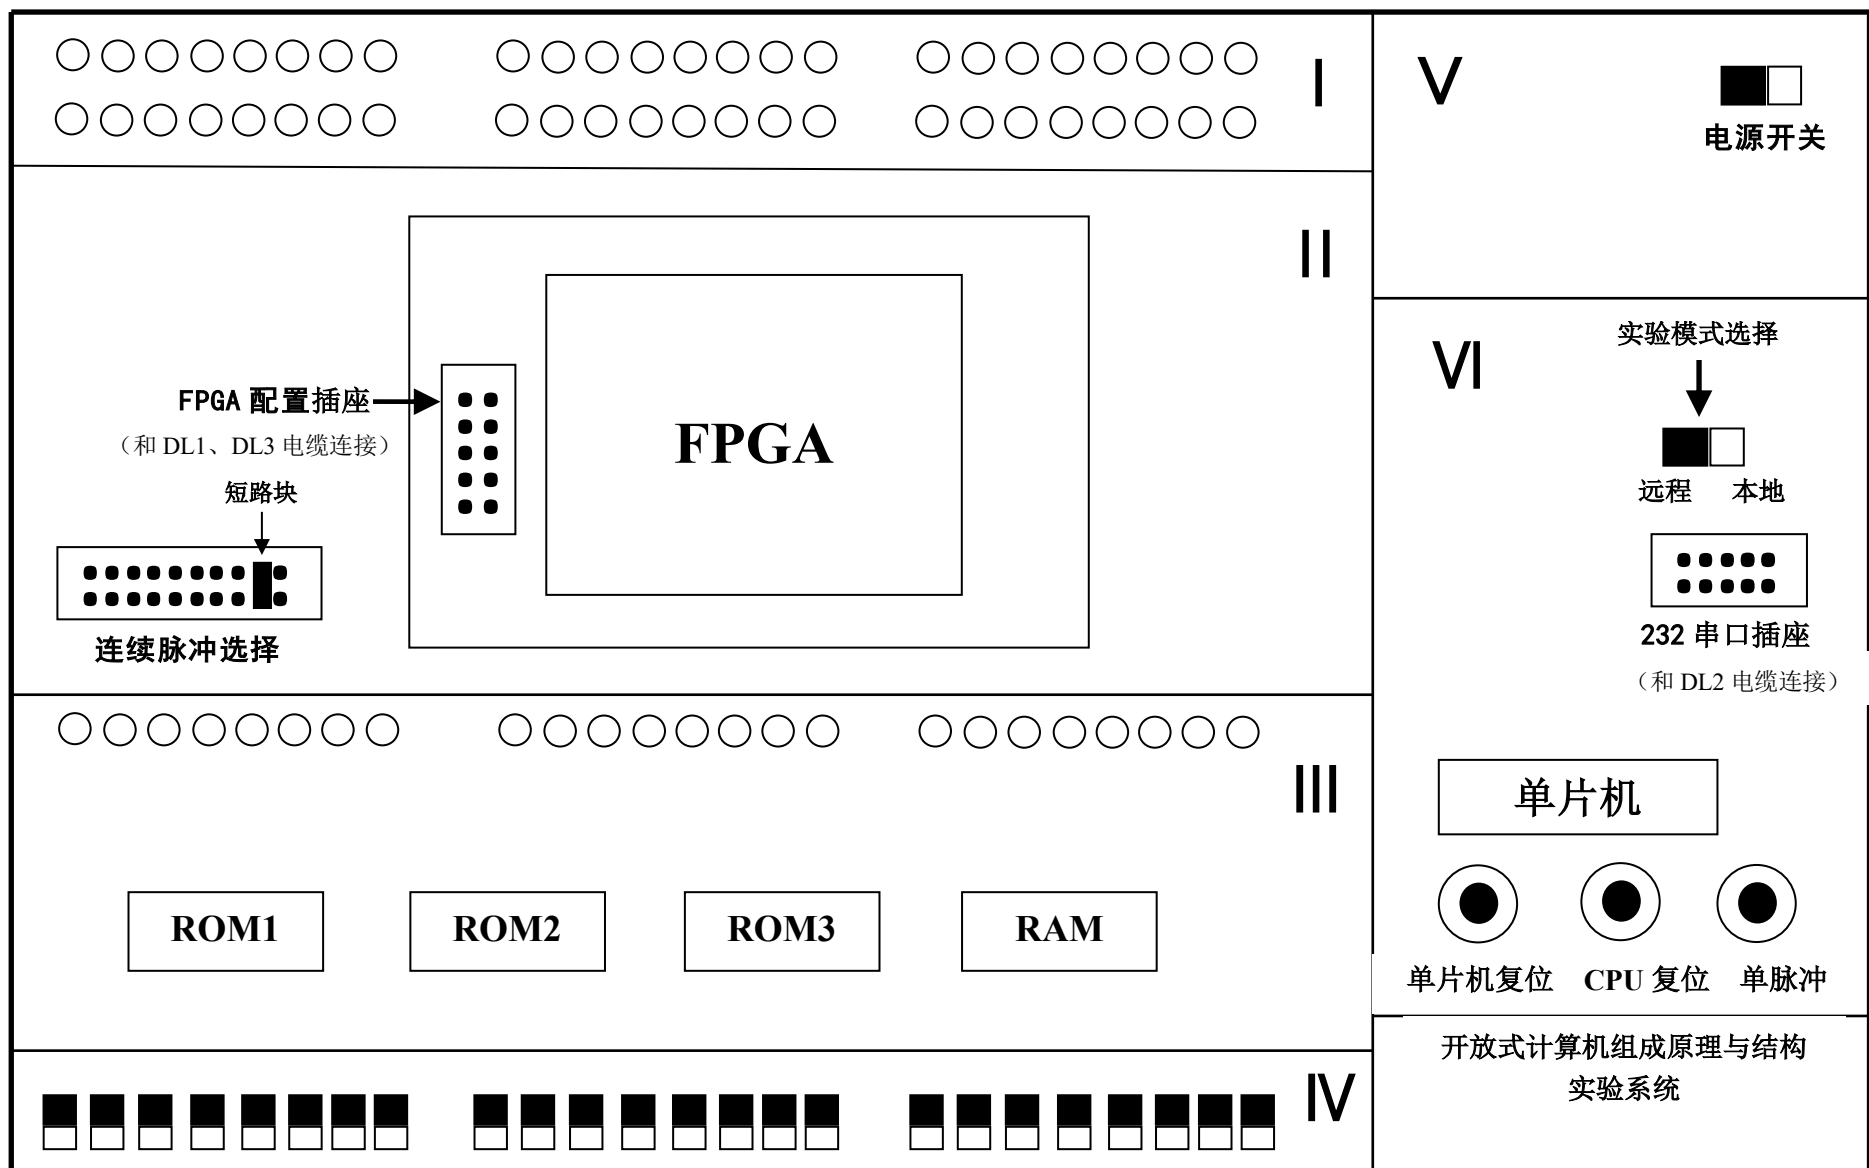 I
V
电源开关
II
FPGA 配置插座
(和 DL1、DL3 电缆连接)
短路块
连续脉冲选择
FPGA
VI
实验模式选择
远程 本地
232 串口插座
(和 DL2 电缆连接)
单片机
III
ROM1 ROM2 ROM3 RAM
单片机复位 CPU 复位 单脉冲
IV
开放式计算机组成原理与结构
实验系统